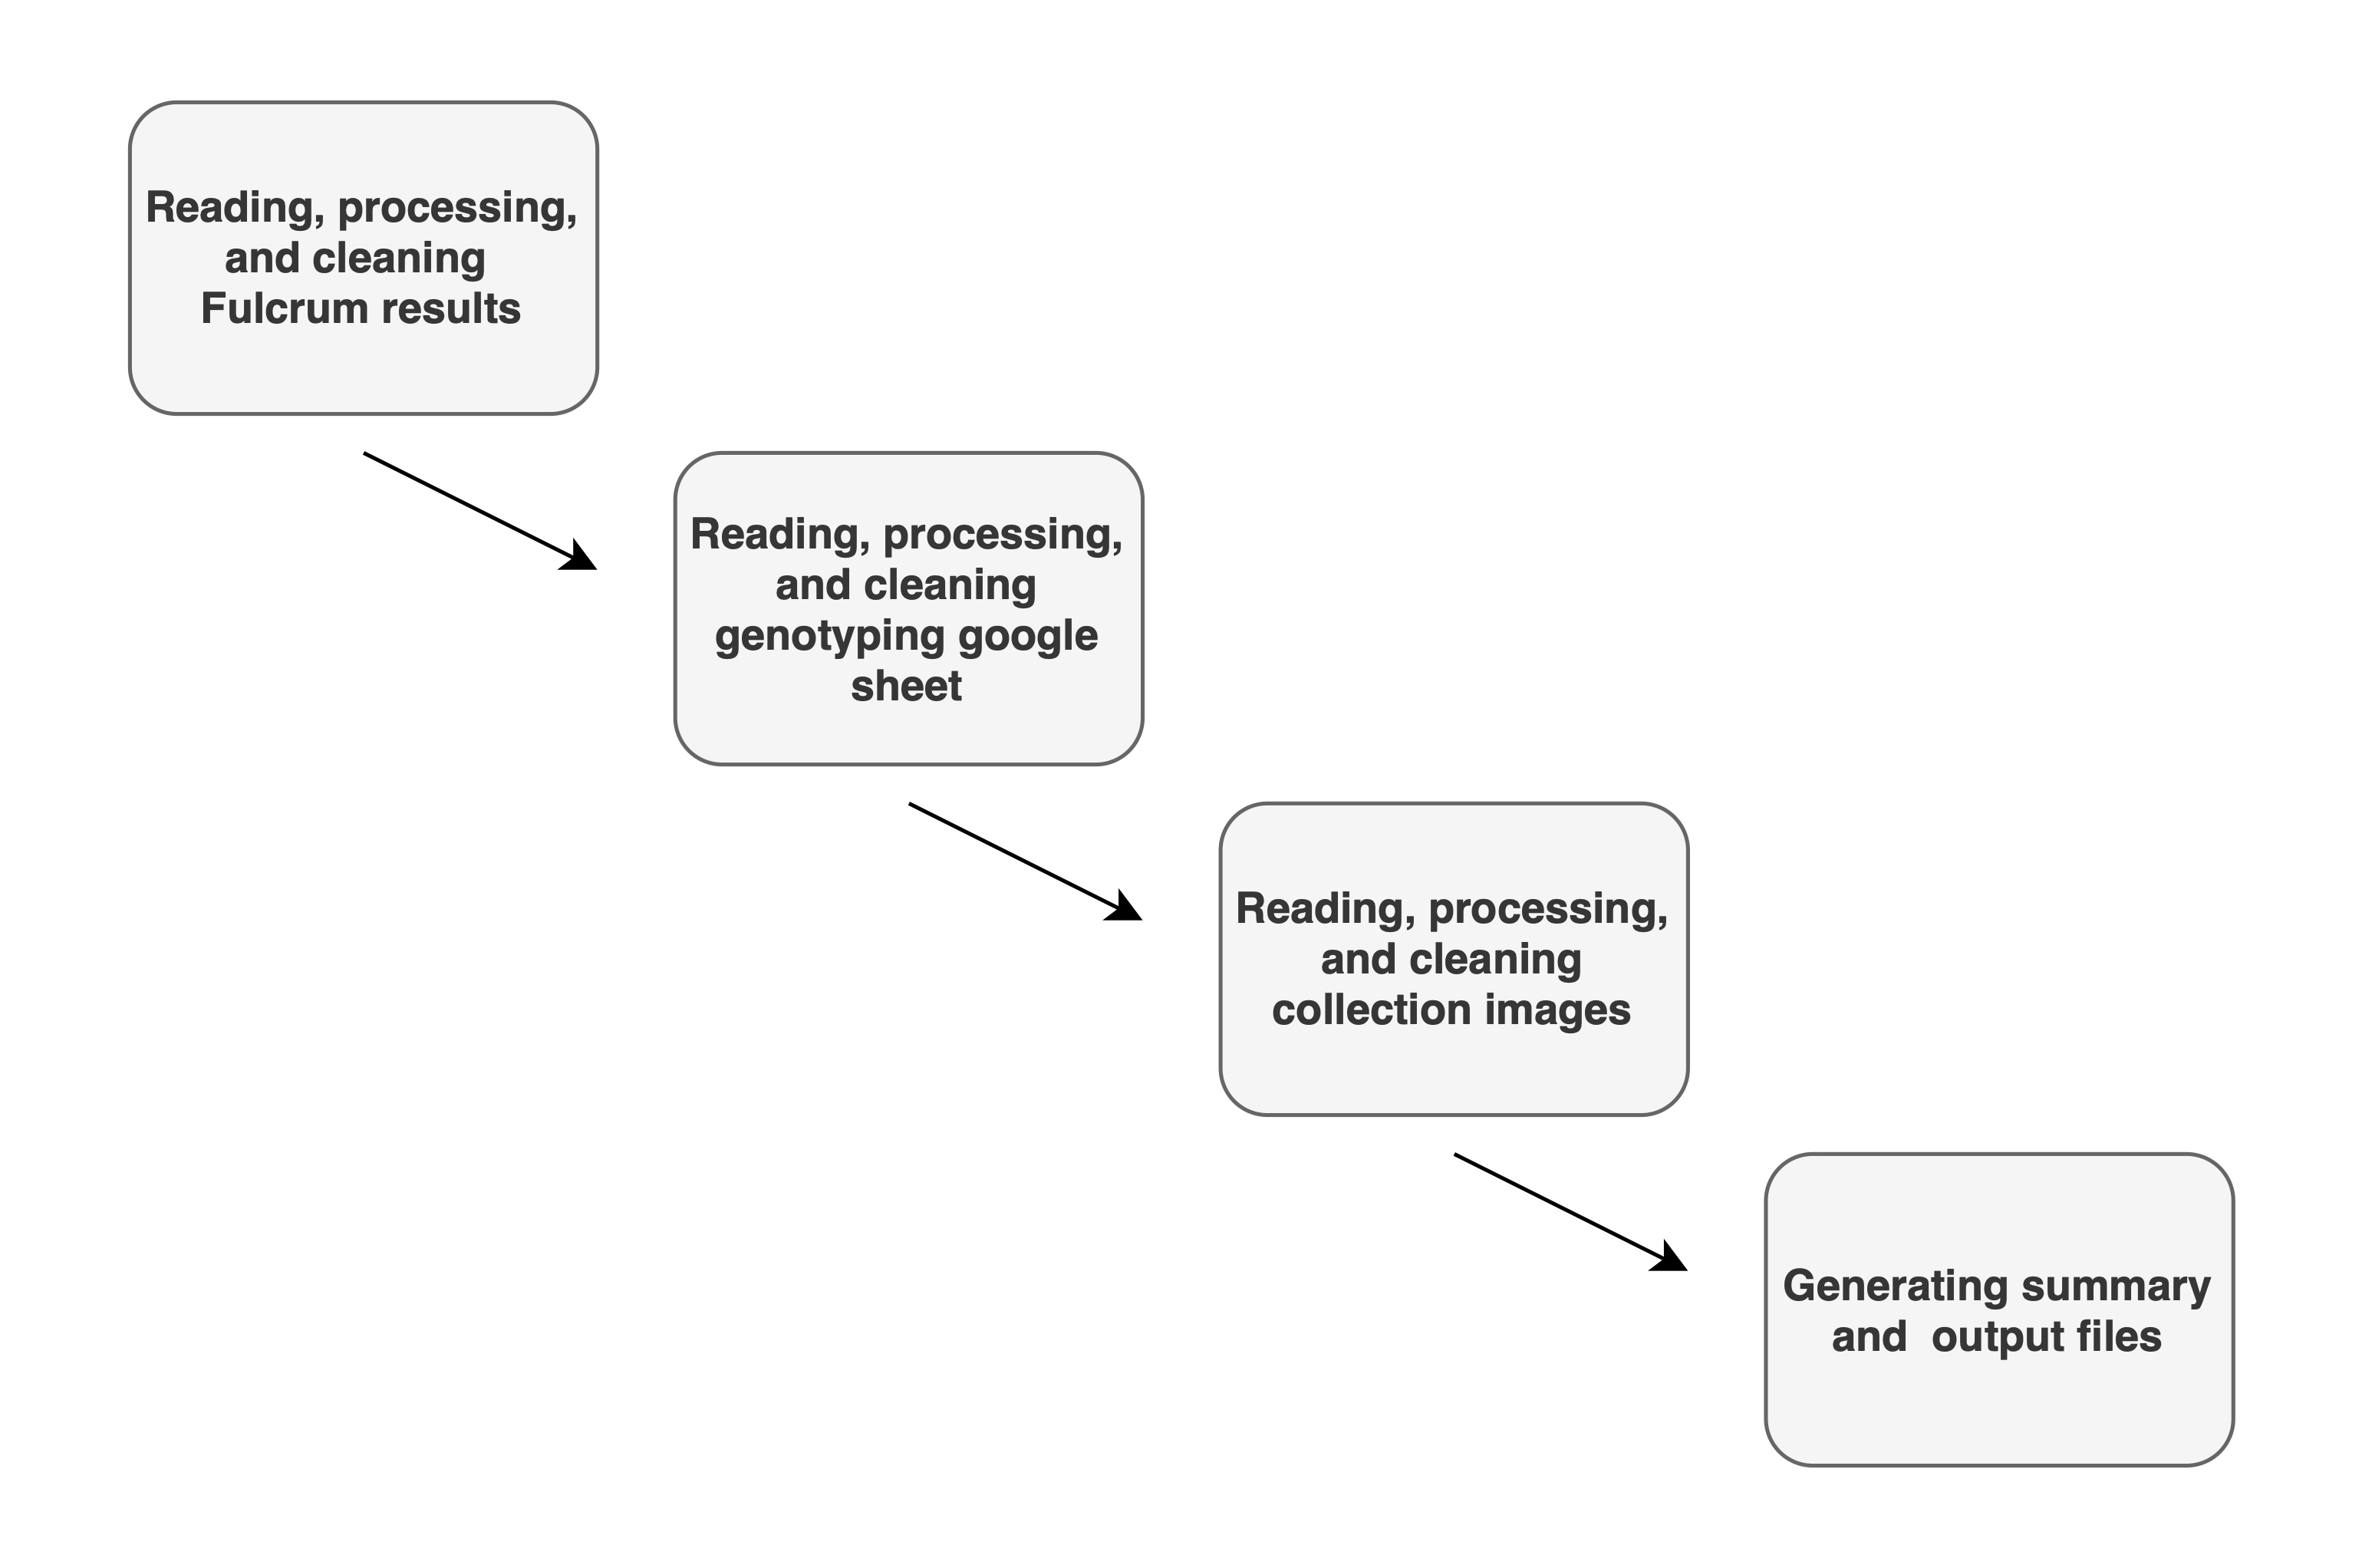 Reading, processing,
and cleaning
Fulcrum results
Reading, processing,
and cleaning
genotyping google
sheet
Reading, processing,
and cleaning
collection images
Generating summary
and  output files